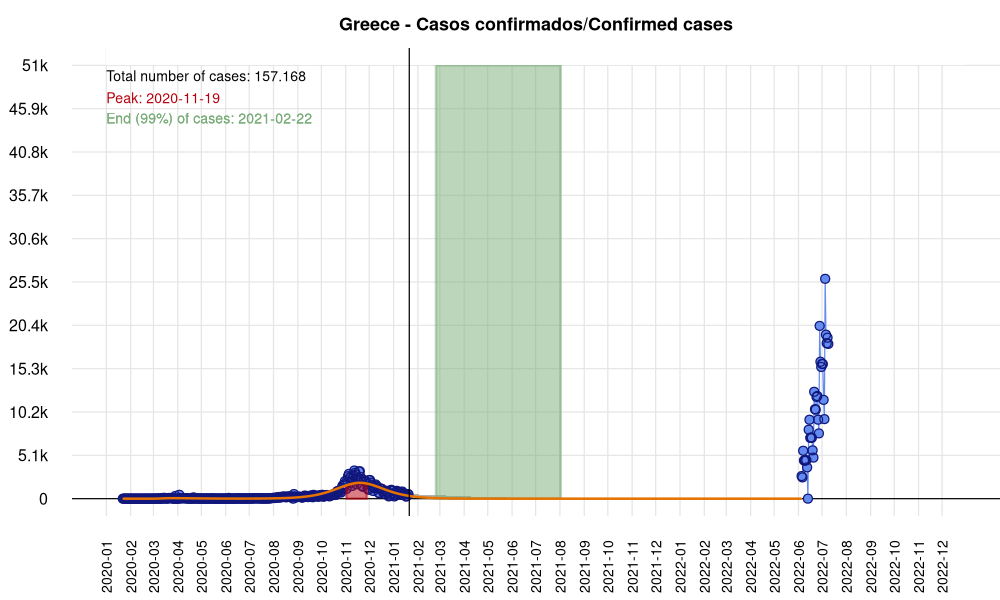 Greece - Casos confirmados/Confirmed cases
Total number of cases: 157.168
Peak: 2020-11-19
End (99%) of cases: 2021-02-22
51k
45.9k
40.8k
35.7k
30.6k
25.5k
20.4k
15.3k
10.2k
5.1k
0
2020-01
2020-02
2020-03
2020-04
2020-05
2020-06
2020-07
2020-08
2020-09
2020-10
2020-11
2020-12
2021-01
2021-02
2021-03
2021-04
2021-05
2021-06
2021-07
2021-08
2021-09
2021-10
2021-11
2021-12
2022-01
2022-02
2022-03
2022-04
2022-05
2022-06
2022-07
2022-08
2022-09
2022-10
2022-11
2022-12